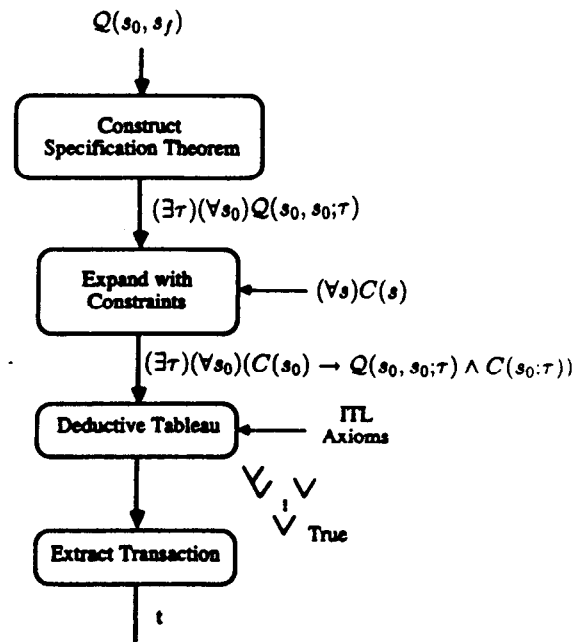 Q(s₀, s_f)
Construct
Specification Theorem
(∃τ)(∀s₀)Q(s₀, s₀;τ)
Expand with
Constraints
(∀s)C(s)
(∃τ)(∀s₀)(C(s₀) → Q(s₀, s₀;τ) ∧ C(s₀:τ))
Deductive Tableau
ITL
Axioms
True
Extract Transaction
t